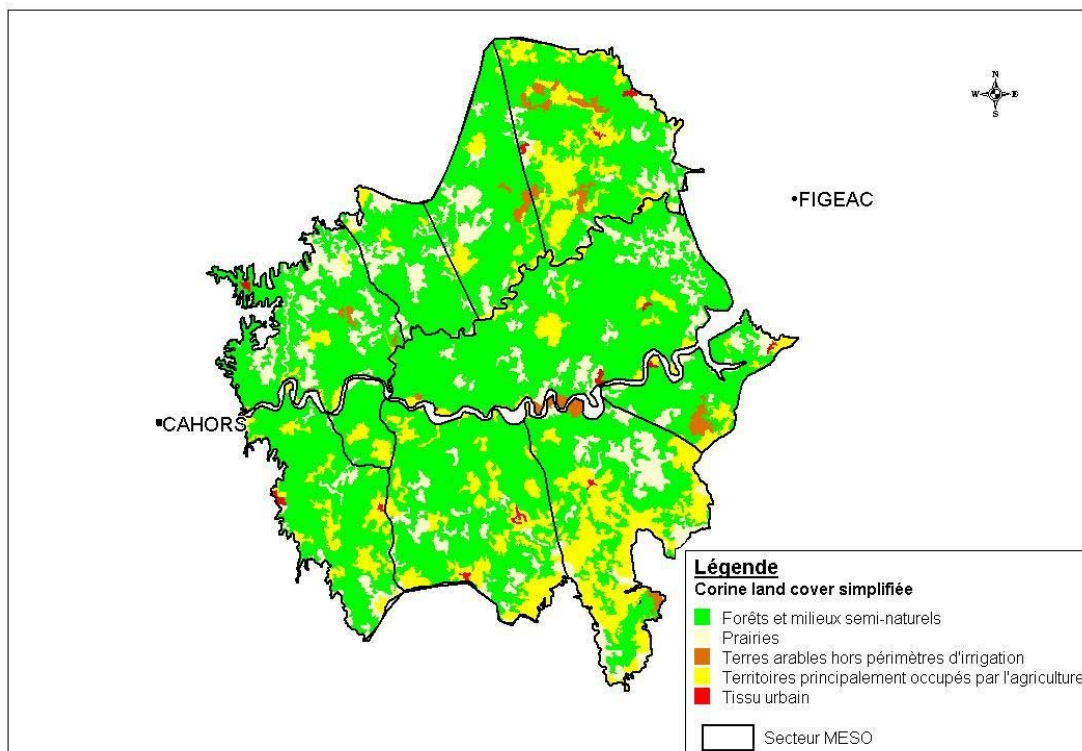 N
W E
S
FIGEAC
CAHORS
Légende
Corine land cover simplifiée
Forêts et milieux semi-naturels
Prairies
Terres arables hors périmètres d'irrigation
Territoires principalement occupés par l'agriculture
Tissu urbain
Secteur MESO